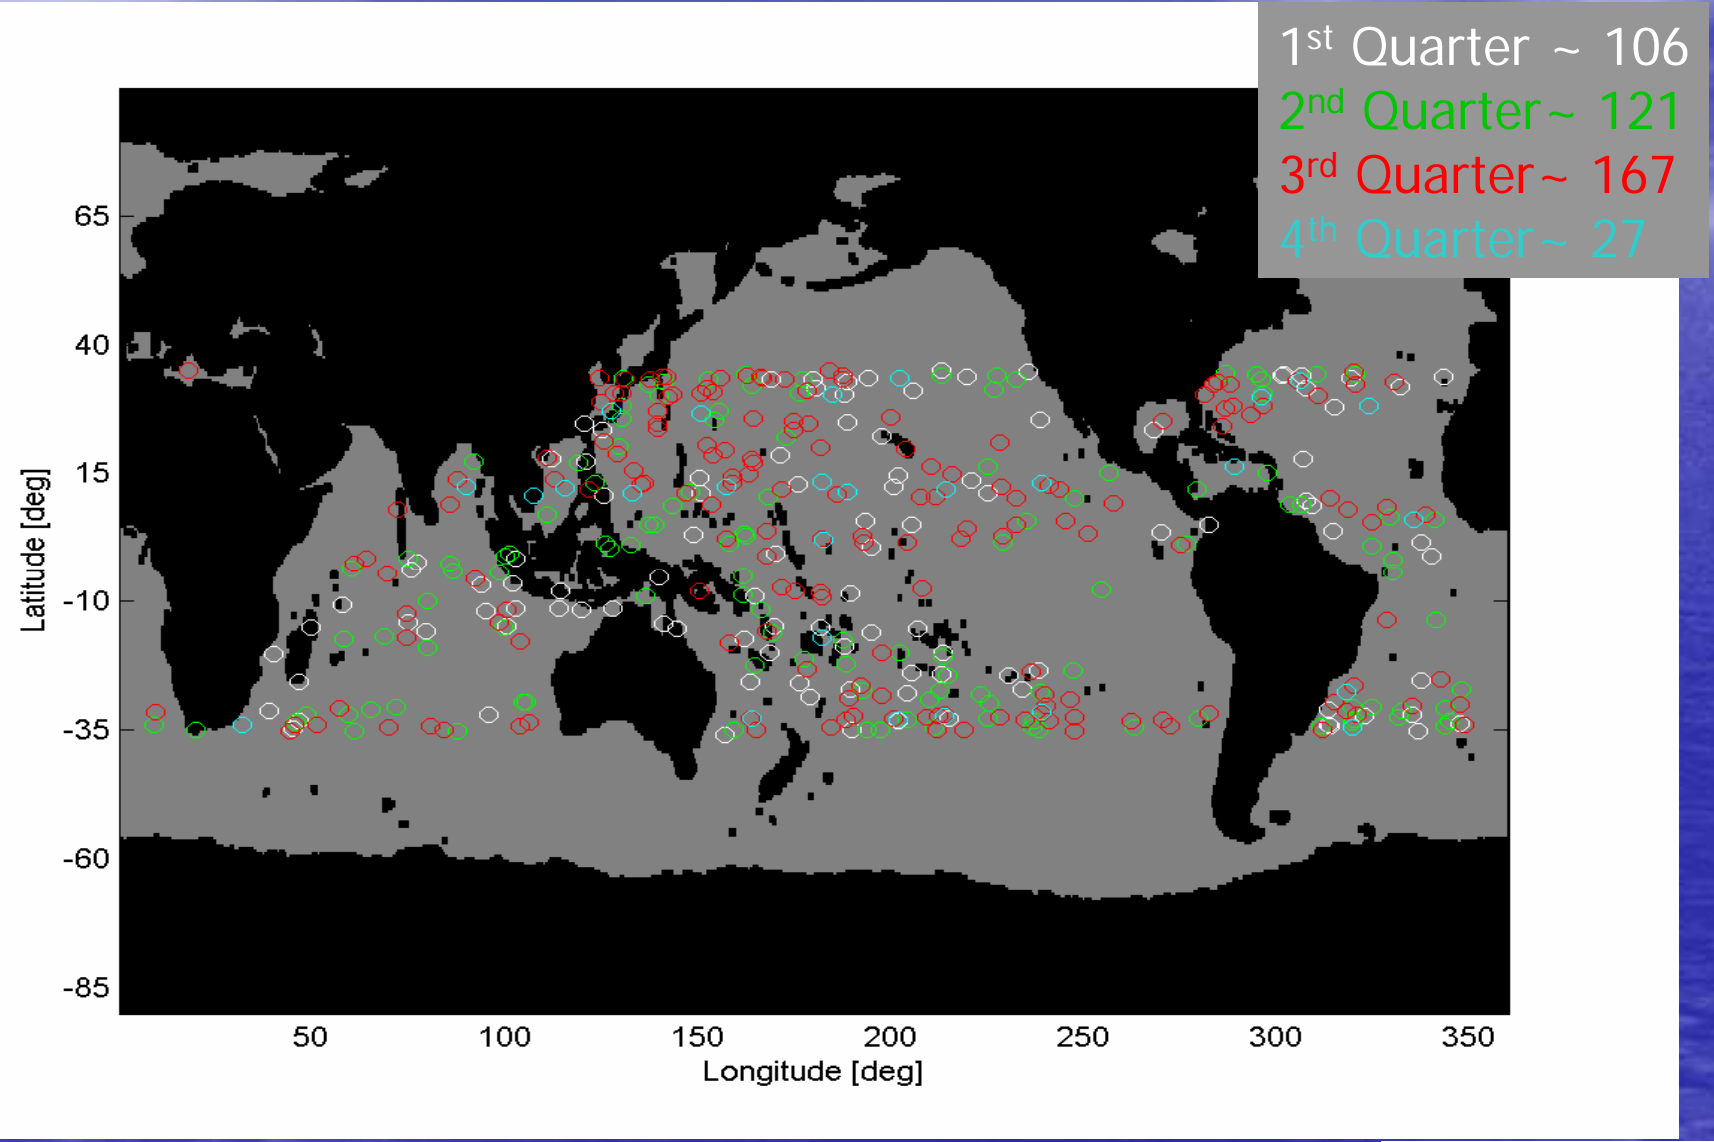 1st Quarter ~ 106
2nd Quarter ~ 121
3rd Quarter ~ 167
4th Quarter ~ 27
65
40
15
-10
-35
-60
-85
Latitude [deg]
50 100 150 200 250 300 350
Longitude [deg]